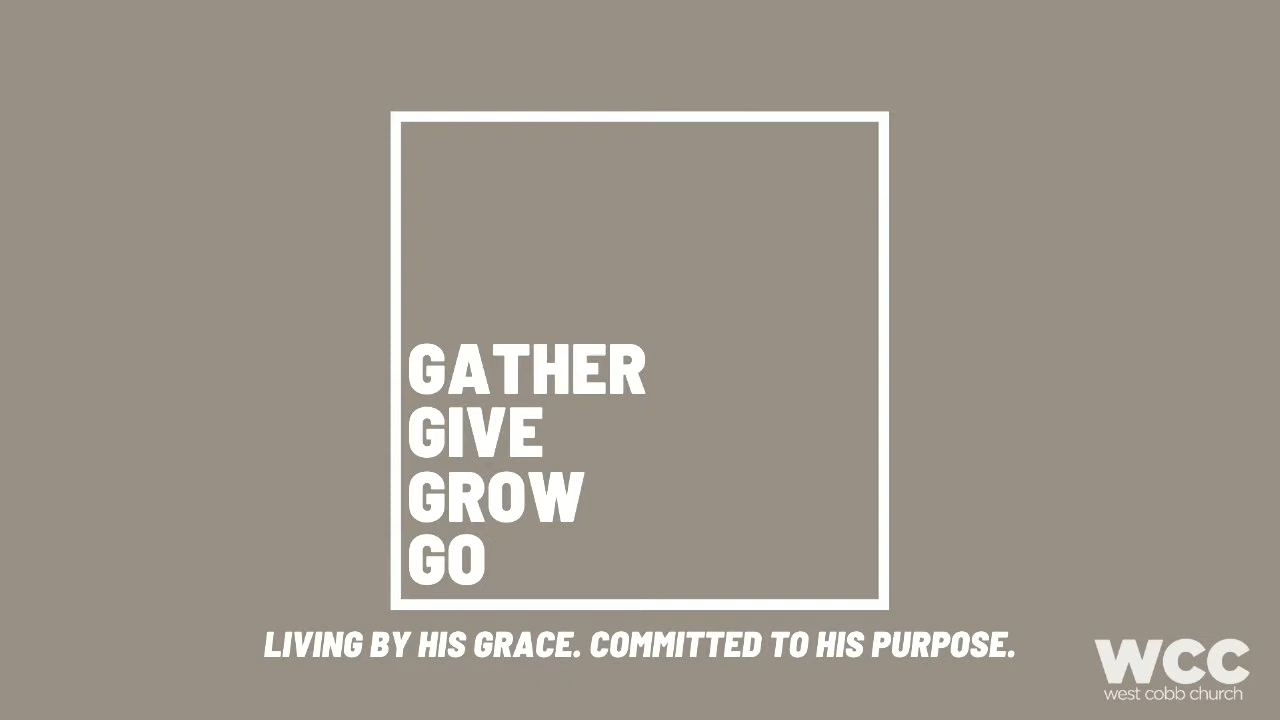 GATHER
GIVE
GROW
GO
LIVING BY HIS GRACE. COMMITTED TO HIS PURPOSE.
WCC
west cobb church